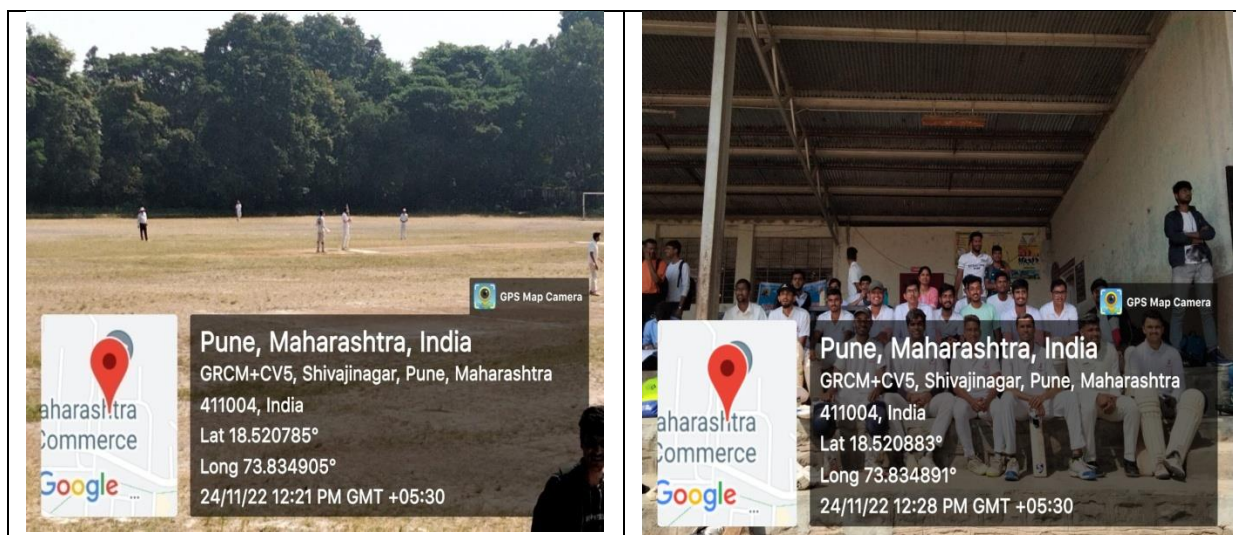 GPS Map Camera
Pune, Maharashtra, India
GRCM+CV5, Shivajinagar, Pune, Maharashtra
411004, India
Lat 18.520785°
Long 73.834905°
24/11/22 12:21 PM GMT +05:30
aharashtra
Commerce
Google
GPS Map Camera
Pune, Maharashtra, India
GRCM+CV5, Shivajinagar, Pune, Maharashtra
411004, India
Lat 18.520883°
Long 73.834891°
24/11/22 12:28 PM GMT +05:30
aharashtra
Commerce
Google